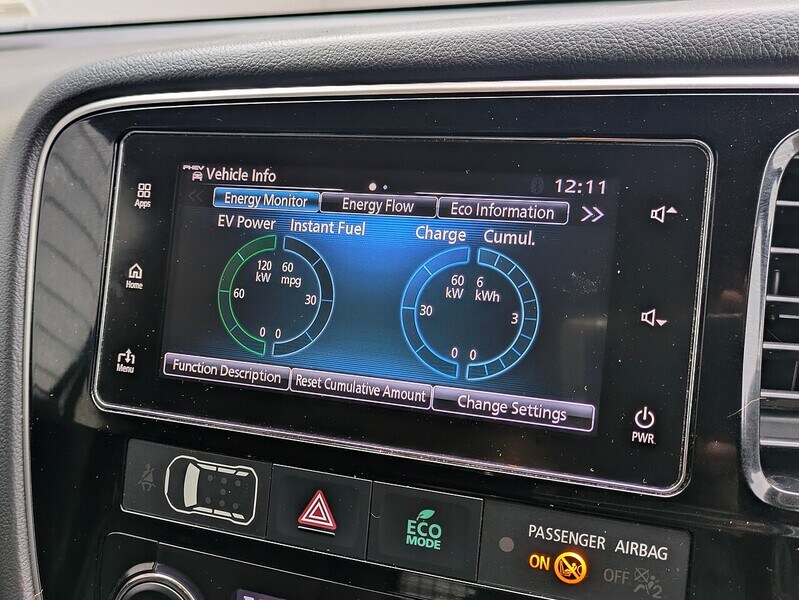 PHEV
Vehicle Info
12:11
Energy Monitor
Energy Flow
Eco Information
EV Power
Instant Fuel
Charge
Cumul.
120
kW
60
mpg
60
30
0
0
60
kW
6
kWh
30
3
0
0
Function Description
Reset Cumulative Amount
Change Settings
Apps
Home
Menu
PWR
ECO
MODE
PASSENGER AIRBAG
ON
OFF
2